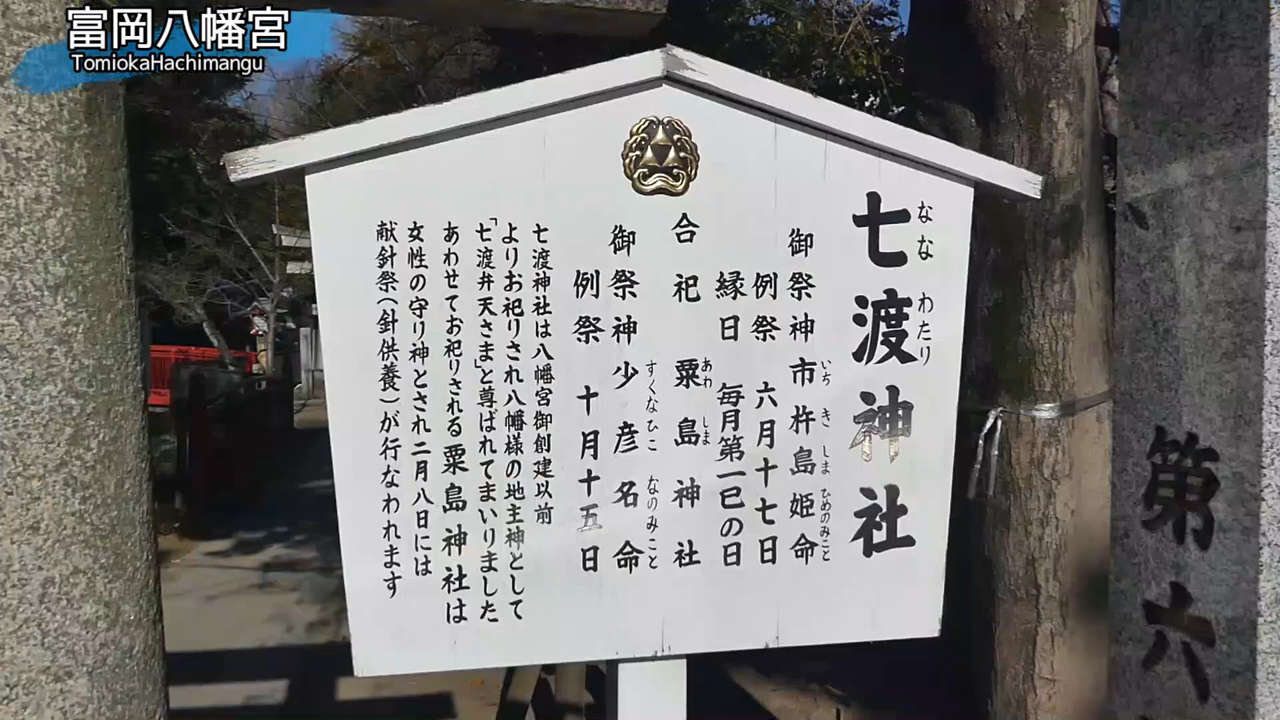 富岡八幡宮
TomiokaHachimangu
七渡神社
なな わたり
御祭神 市杵島姫命
いち き しま ひめのみこと
例祭 六月十七日
縁日 毎月第一巳の日
合祀 粟島神社
あわ しま
御祭神 少彦名命
すくなひこ なのみこと
例祭 十月十五日
七渡神社は八幡宮御創建以前
よりお祀りされ八幡様の地主神として
「七渡弁天さま」と尊ばれてまいりました
あわせてお祀りされる粟島神社は
女性の守り神とされ二月八日には
献針祭(針供養)が行なわれます
第六